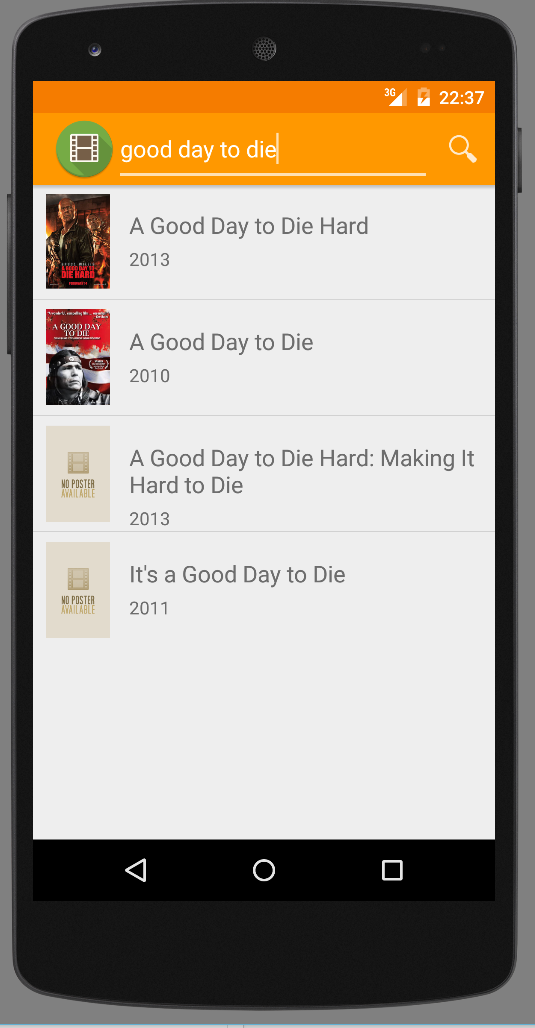 3G 22:37
good day to die
A Good Day to Die Hard
2013
A GOOD DAY TO
DIE HARD
A Good Day to Die
2010
A GOOD DAY
TO DIE
A Good Day to Die Hard: Making It
Hard to Die
2013
NO POSTER
AVAILABLE
It's a Good Day to Die
2011
NO POSTER
AVAILABLE